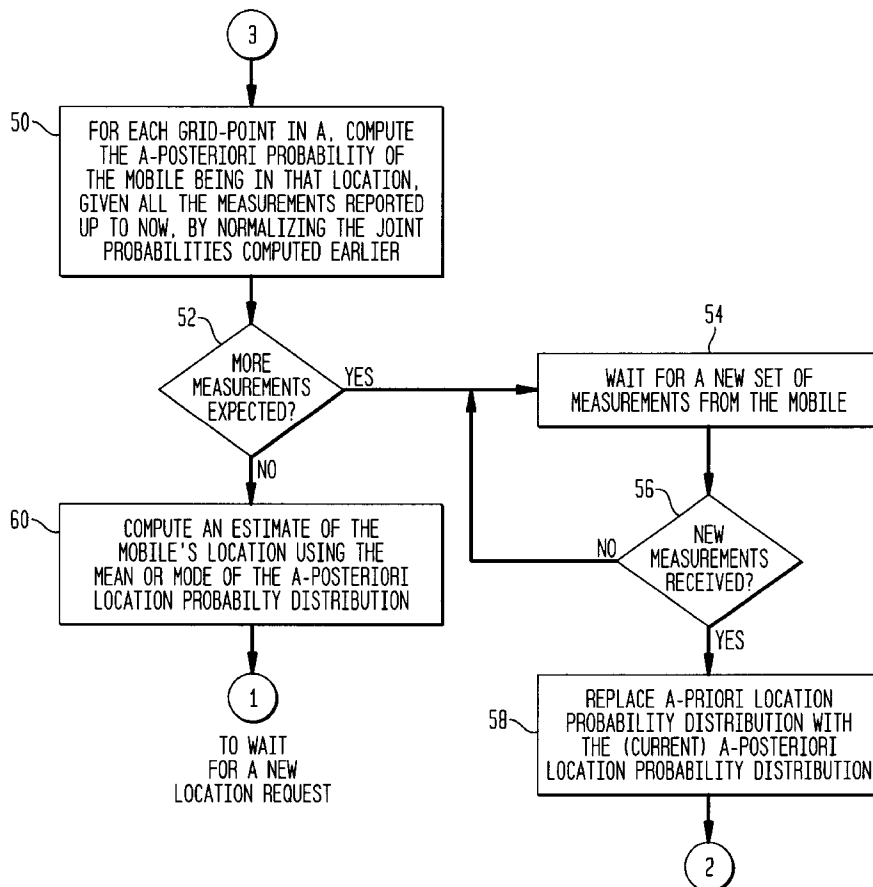 3
50
FOR EACH GRID-POINT IN A, COMPUTE
THE A-POSTERIORI PROBABILITY OF
THE MOBILE BEING IN THAT LOCATION,
GIVEN ALL THE MEASUREMENTS REPORTED
UP TO NOW, BY NORMALIZING THE JOINT
PROBABILITIES COMPUTED EARLIER
52
MORE
MEASUREMENTS
EXPECTED?
YES
NO
54
WAIT FOR A NEW SET OF
MEASUREMENTS FROM THE MOBILE
56
NEW
MEASUREMENTS
RECEIVED?
NO
YES
60
COMPUTE AN ESTIMATE OF THE
MOBILE'S LOCATION USING THE
MEAN OR MODE OF THE A-POSTERIORI
LOCATION PROBABILTY DISTRIBUTION
1
TO WAIT
FOR A NEW
LOCATION REQUEST
58
REPLACE A-PRIORI LOCATION
PROBABILITY DISTRIBUTION WITH
THE (CURRENT) A-POSTERIORI
LOCATION PROBABILITY DISTRIBUTION
2